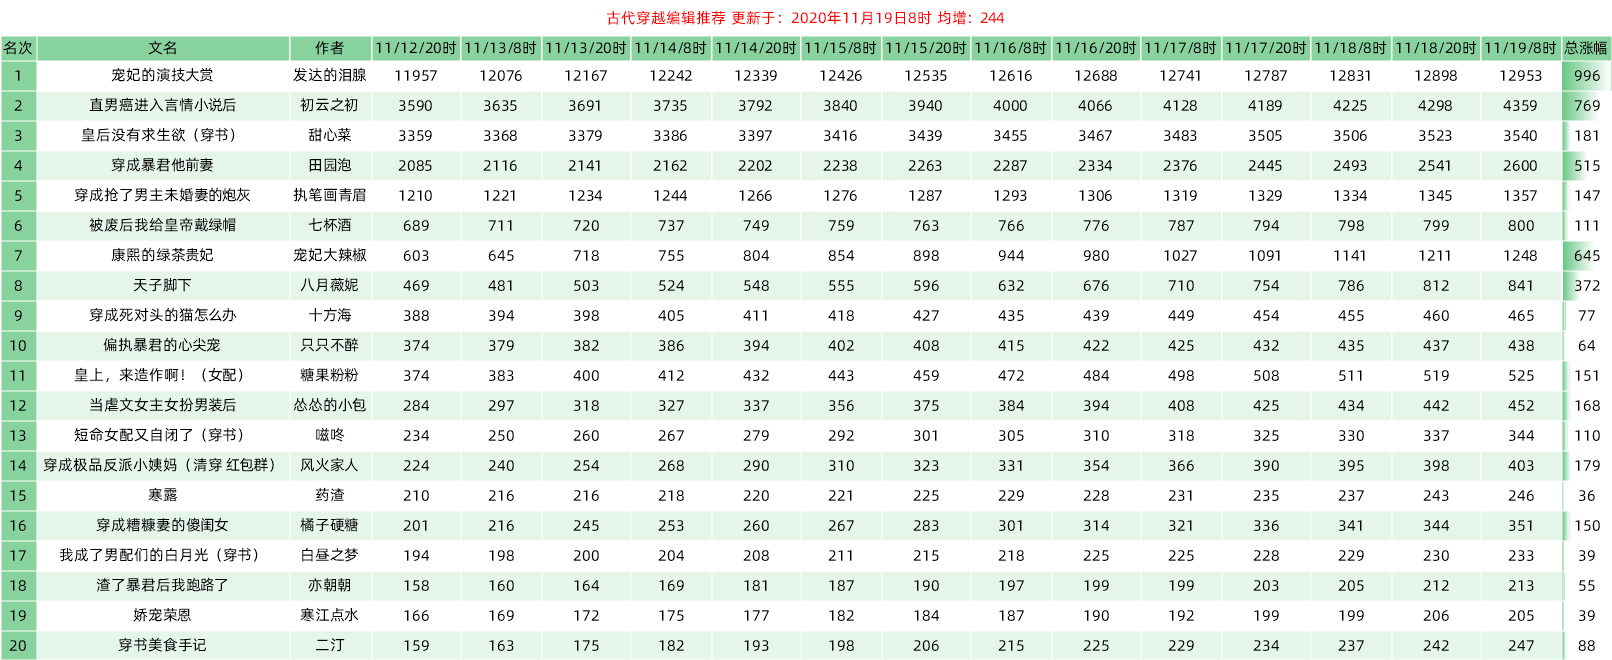 古代穿越编辑推荐 更新于：2020年11月19日8时 均增：244
名次 文名 作者 11/12/20时 11/13/8时 11/13/20时 11/14/8时 11/14/20时 11/15/8时 11/15/20时 11/16/8时 11/16/20时 11/17/8时 11/17/20时 11/18/8时 11/18/20时 11/19/8时 总涨幅
1 宠妃的演技大赏 发达的泪腺 11957 12076 12167 12242 12339 12426 12535 12616 12688 12741 12787 12831 12898 12953 996
2 直男癌进入言情小说后 初云之初 3590 3635 3691 3735 3792 3840 3940 4000 4066 4128 4189 4225 4298 4359 769
3 皇后没有求生欲（穿书） 甜心菜 3359 3368 3379 3386 3397 3416 3439 3455 3467 3483 3505 3506 3523 3540 181
4 穿成暴君他前妻 田园泡 2085 2116 2141 2162 2202 2238 2263 2287 2334 2376 2445 2493 2541 2600 515
5 穿成抢了男主未婚妻的炮灰 执笔画青眉 1210 1221 1234 1244 1266 1276 1287 1293 1306 1319 1329 1334 1345 1357 147
6 被废后我给皇帝戴绿帽 七杯酒 689 711 720 737 749 759 763 766 776 787 794 798 799 800 111
7 康熙的绿茶贵妃 宠妃大辣椒 603 645 718 755 804 854 898 944 980 1027 1091 1141 1211 1248 645
8 天子脚下 八月薇妮 469 481 503 524 548 555 596 632 676 710 754 786 812 841 372
9 穿成死对头的猫怎么办 十方海 388 394 398 405 411 418 427 435 439 449 454 455 460 465 77
10 偏执暴君的心尖宠 只只不醉 374 379 382 386 394 402 408 415 422 425 432 435 437 438 64
11 皇上，来造作啊！（女配） 糖果粉粉 374 383 400 412 432 443 459 472 484 498 508 511 519 525 151
12 当虐文女主女扮男装后 怂怂的小包 284 297 318 327 337 356 375 384 394 408 425 434 442 452 168
13 短命女配又自闭了（穿书） 嗞咚 234 250 260 267 279 292 301 305 310 318 325 330 337 344 110
14 穿成极品反派小姨妈（清穿 红包群） 风火家人 224 240 254 268 290 310 323 331 354 366 390 395 398 403 179
15 寒露 药渣 210 216 216 218 220 221 225 229 228 231 235 237 243 246 36
16 穿成糟糠妻的傻闺女 橘子硬糖 201 216 245 253 260 267 283 301 314 321 336 341 344 351 150
17 我成了男配们的白月光（穿书） 白昼之梦 194 198 200 204 208 211 215 218 225 225 228 229 230 233 39
18 渣了暴君后我跑路了 亦朝朝 158 160 164 169 181 187 190 197 199 199 203 205 212 213 55
19 娇宠荣恩 寒江点水 166 169 172 175 177 182 184 187 190 192 199 199 206 205 39
20 穿书美食手记 二汀 159 163 175 182 193 198 206 215 225 229 234 237 242 247 88